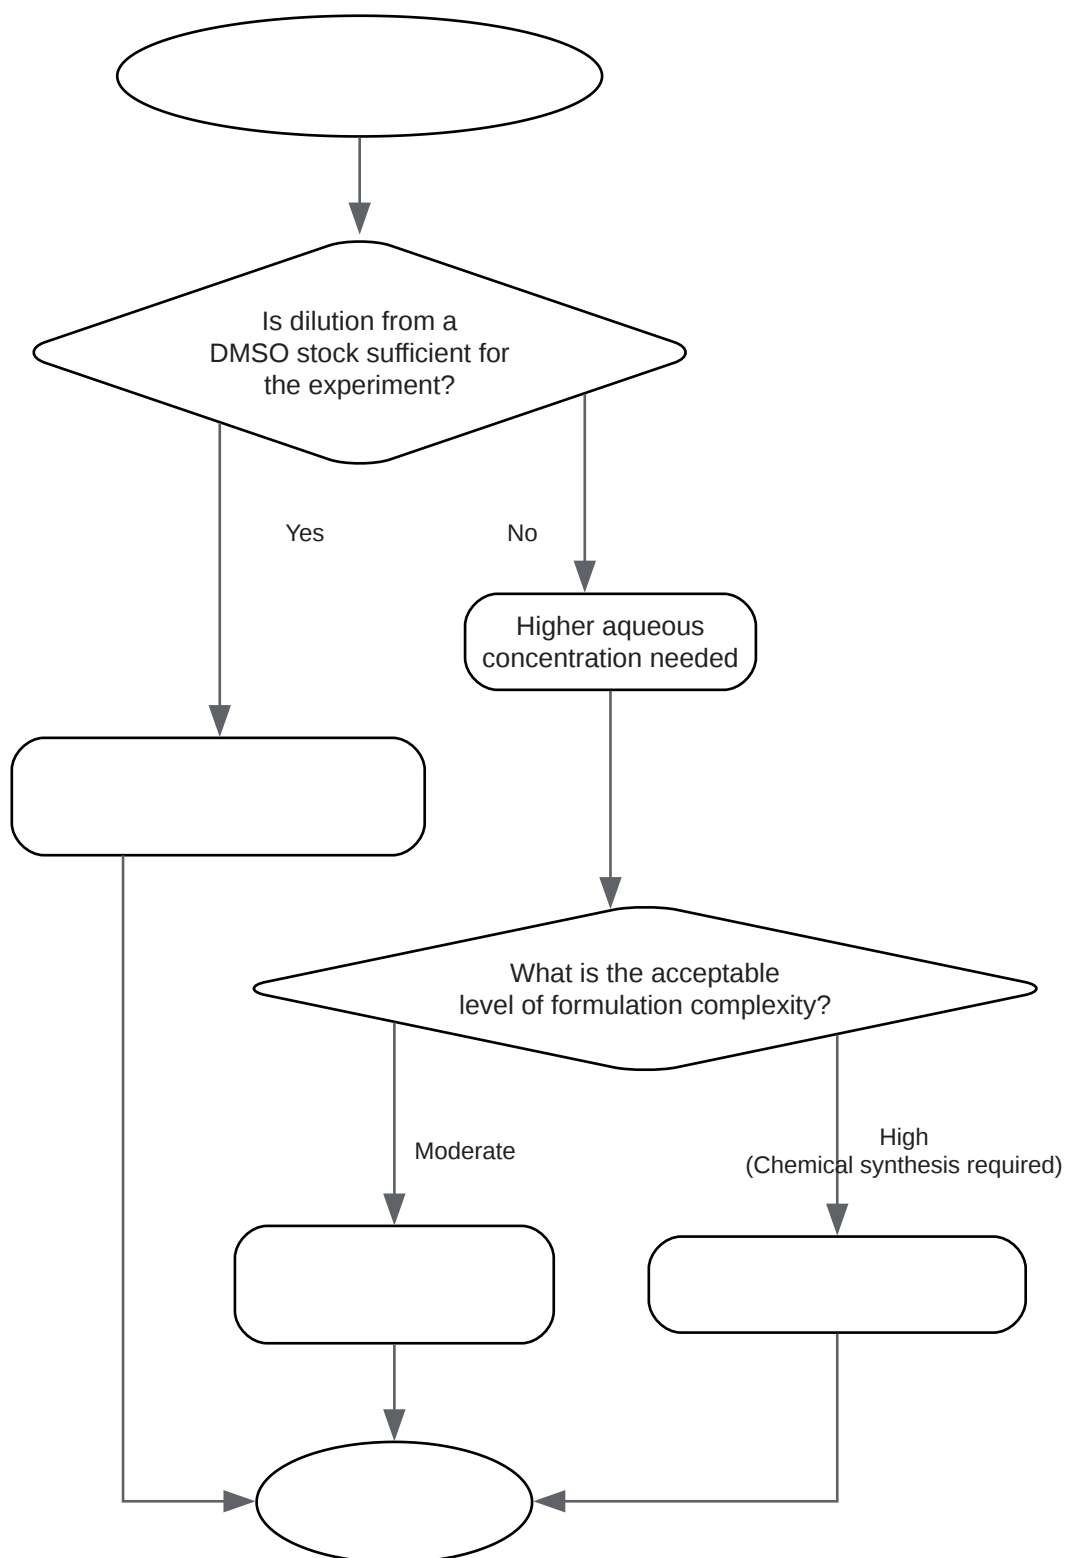 Is dilution from a
DMSO stock sufficient for
the experiment?
Yes
No
Higher aqueous
concentration needed
What is the acceptable
level of formulation complexity?
Moderate
High
(Chemical synthesis required)